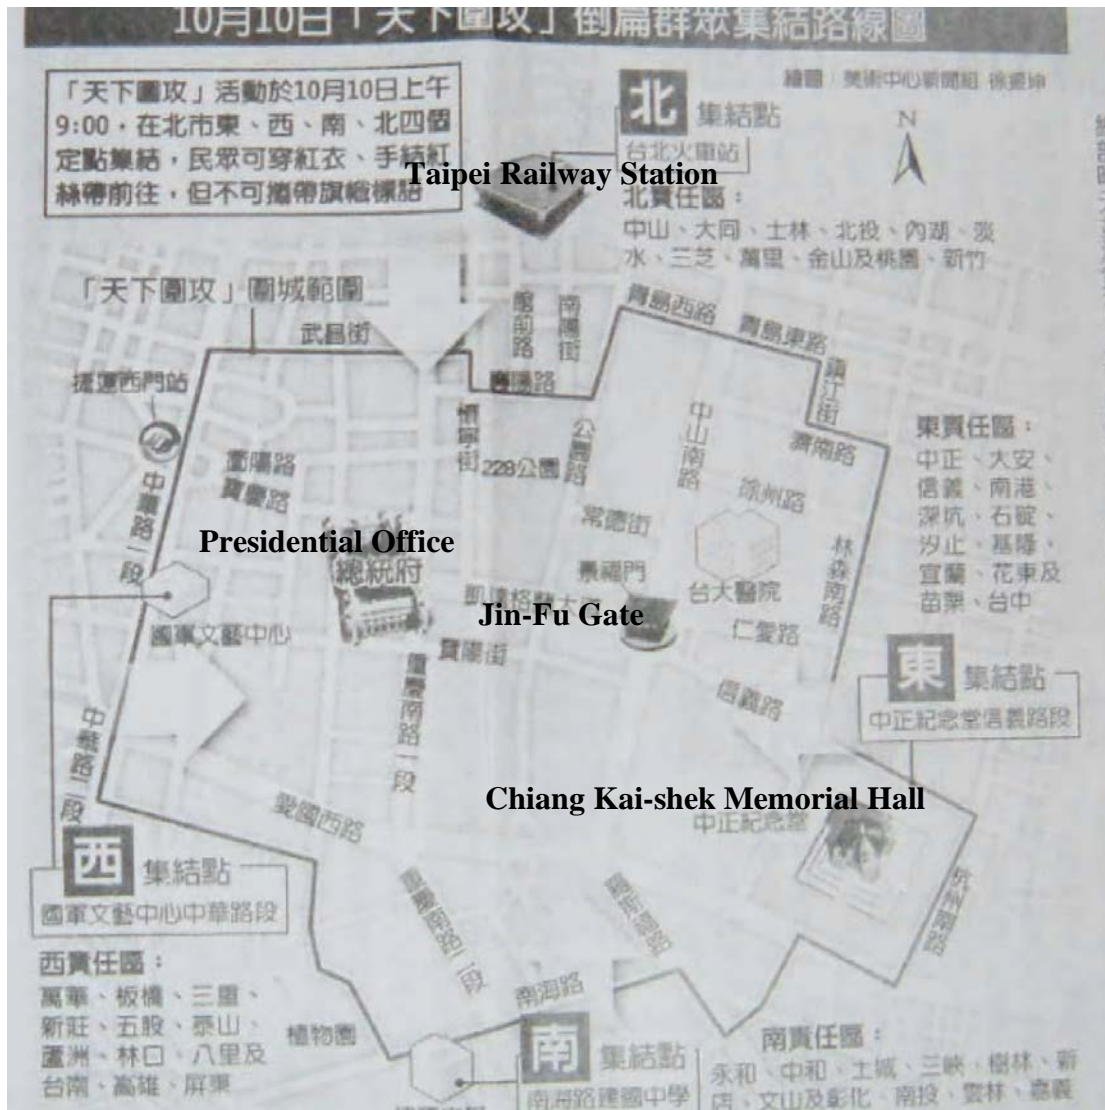 10月10日「天下圍攻」倒扁群眾集結路線圖
「天下圍攻」活動於10月10日上午
9:00，在北市東、西、南、北四個
定點集結，民眾可穿紅衣、手結紅
絲帶前往，但不可攜帶旗幟標語
繪圖／美術中心新聞組
北 集結點
台北火車站
N
Taipei Railway Station
北責任區：
中山、大同、士林、北投、內湖、淡
水、三芝、萬里、金山及桃園、新竹
「天下圍攻」圍城範圍
武昌街
館前路
南陽街
青島西路
青島東路
鎮江街
捷運西門站
襄陽路
懷寧街
公園路
中山南路
濟南路
228公園
衡陽路
寶慶路
中華路一段
常德街
徐州路
林森南路
東責任區：
中正、大安、
信義、南港、
深坑、石碇、
汐止、基隆、
宜蘭、花東及
苗栗、台中
Presidential Office
總統府
景福門
凱達格蘭大
台大醫院
Jin-Fu Gate
仁愛路
國軍文藝中心
貴陽街
重慶南路一段
信義路
東 集結點
中正紀念堂信義路段
中華路二段
愛國西路
Chiang Kai-shek Memorial Hall
中正紀念堂
杭州南路
西 集結點
國軍文藝中心中華路段
西責任區：
萬華、板橋、三重、
新莊、五股、泰山、
蘆洲、林口、八里及
台南、高雄、屏東
重慶南路二段
南海路
植物園
南 集結點
南海路建國中學
南責任區：
永和、中和、土城、三峽、樹林、新
店、文山及彰化、南投、雲林、嘉義